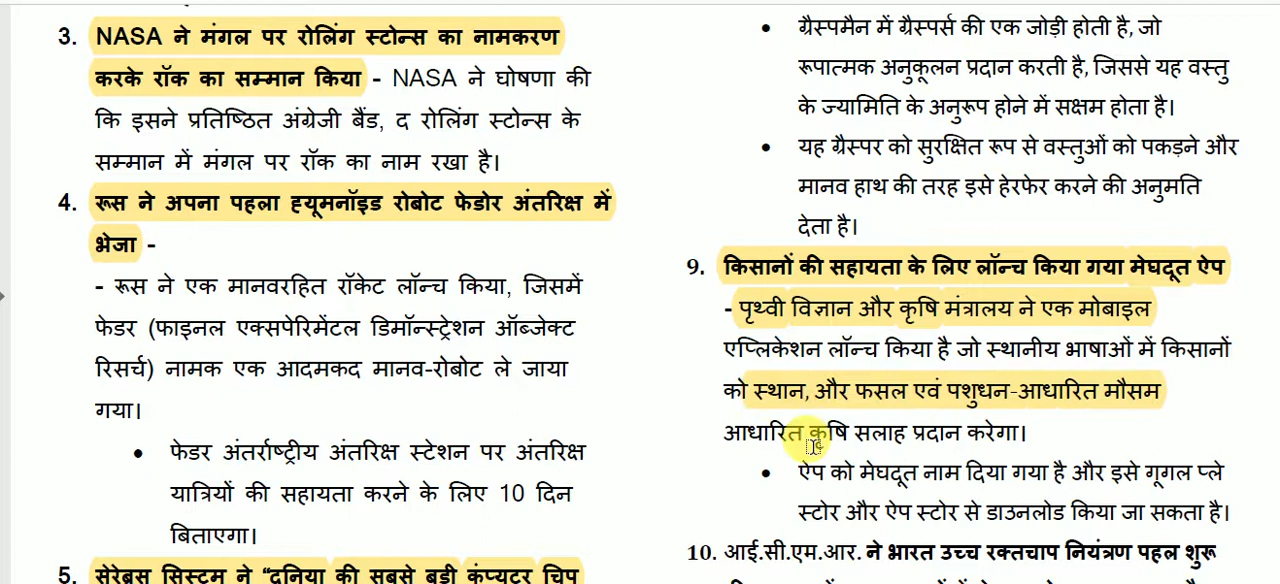 3. NASA ने मंगल पर रोलिंग स्टोन्स का नामकरण
करके रॉक का सम्मान किया - NASA ने घोषणा की
कि इसने प्रतिष्ठित अंग्रेजी बैंड, द रोलिंग स्टोन्स के
सम्मान में मंगल पर रॉक का नाम रखा है।
4. रूस ने अपना पहला ह्यूमनॉइड रोबोट फेडोर अंतरिक्ष में
भेजा -
- रूस ने एक मानवरहित रॉकेट लॉन्च किया, जिसमें
फेडर (फाइनल एक्सपेरिमेंटल डिमॉन्स्ट्रेशन ऑब्जेक्ट
रिसर्च) नामक एक आदमकद मानव-रोबोट ले जाया
गया।
• फेडर अंतर्राष्ट्रीय अंतरिक्ष स्टेशन पर अंतरिक्ष
यात्रियों की सहायता करने के लिए 10 दिन
बिताएगा।
5. सेरेब्रस सिस्टम ने "दुनिया की सबसे बड़ी कंप्यूटर चिप
• ग्रैस्पमैन में ग्रैस्पर्स की एक जोड़ी होती है, जो
रूपात्मक अनुकूलन प्रदान करती है, जिससे यह वस्तु
के ज्यामिति के अनुरूप होने में सक्षम होता है।
• यह ग्रैस्पर को सुरक्षित रूप से वस्तुओं को पकड़ने और
मानव हाथ की तरह इसे हेरफेर करने की अनुमति
देता है।
9. किसानों की सहायता के लिए लॉन्च किया गया मेघदूत ऐप
- पृथ्वी विज्ञान और कृषि मंत्रालय ने एक मोबाइल
एप्लिकेशन लॉन्च किया है जो स्थानीय भाषाओं में किसानों
को स्थान, और फसल एवं पशुधन-आधारित मौसम
आधारित कृषि सलाह प्रदान करेगा।
• ऐप को मेघदूत नाम दिया गया है और इसे गूगल प्ले
स्टोर और ऐप स्टोर से डाउनलोड किया जा सकता है।
10. आई.सी.एम.आर. ने भारत उच्च रक्तचाप नियंत्रण पहल शुरू